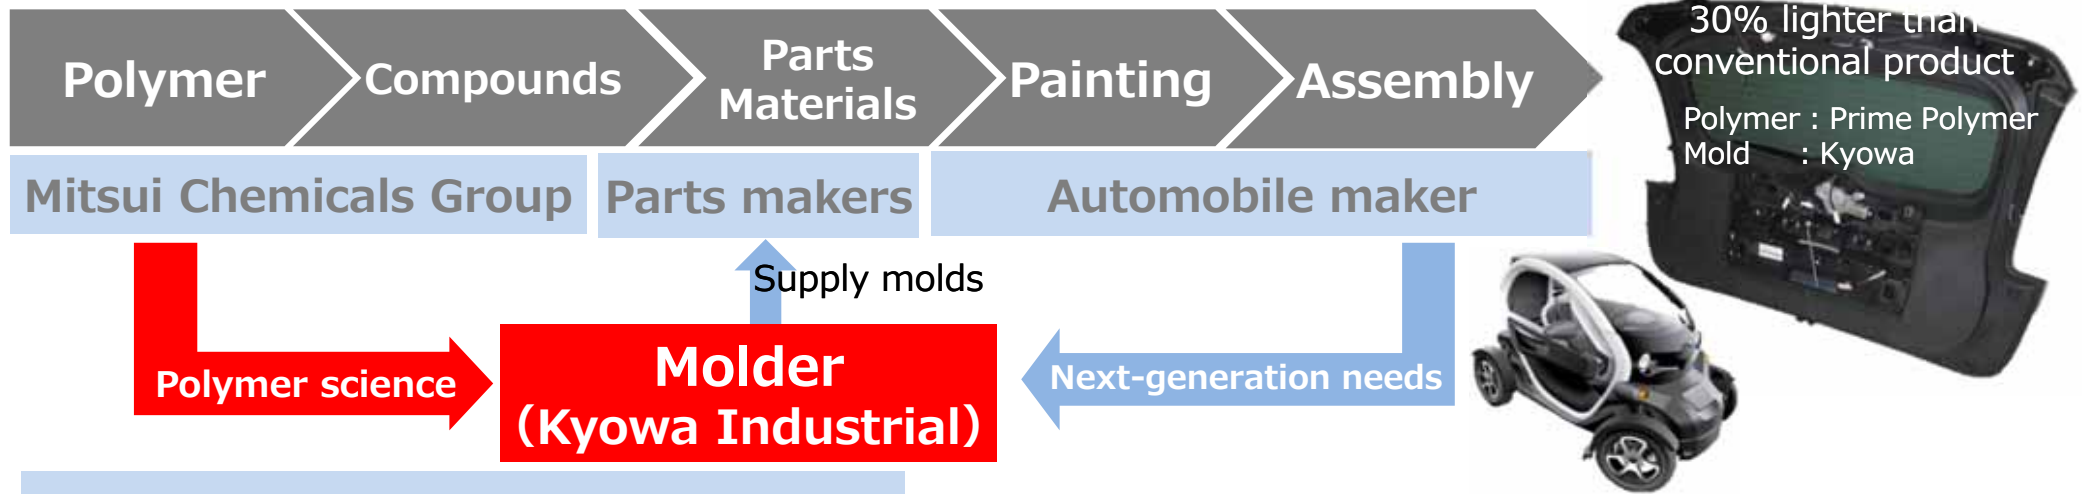 Polymer
Compounds
Parts
Materials
Painting
Assembly
30% lighter than
conventional product
Polymer : Prime Polymer
Mold : Kyowa
Mitsui Chemicals Group
Parts makers
Automobile maker
Supply molds
Polymer science
Molder
(Kyowa Industrial)
Next-generation needs